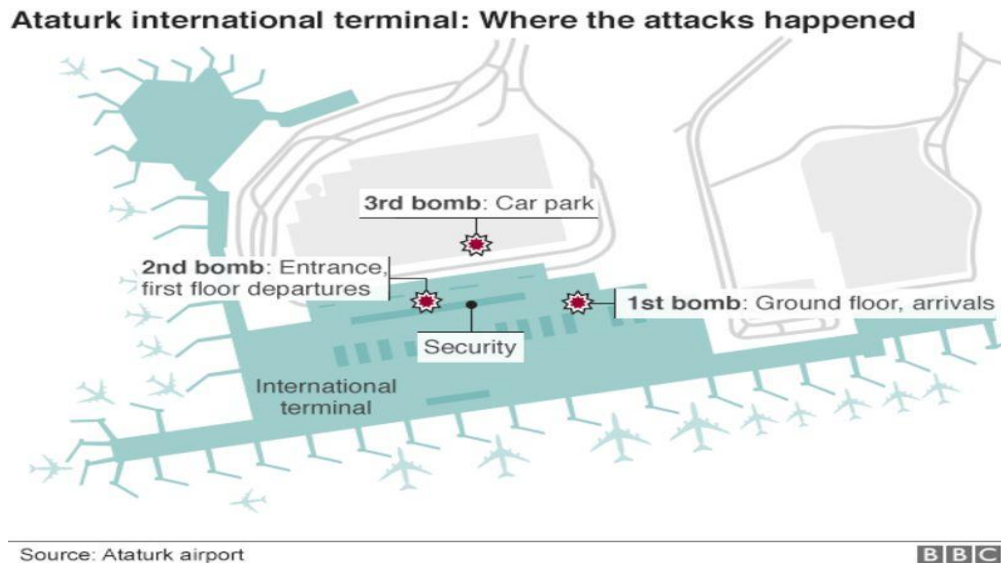 Ataturk international terminal: Where the attacks happened
3rd bomb: Car park
2nd bomb: Entrance,
first floor departures
1st bomb: Ground floor, arrivals
Security
International
terminal
Source: Ataturk airport
BBC